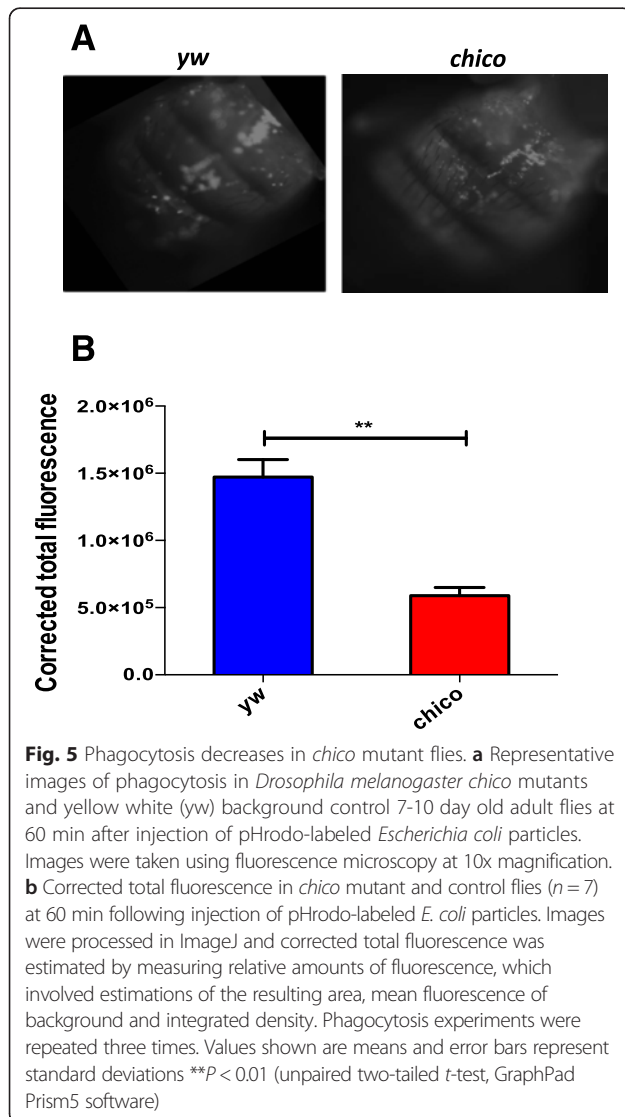 A
yw
chico
B
Corrected total fluorescence
2.0×10⁶
1.5×10⁶
1.0×10⁶
5.0×10⁵
0.0
**
yw
chico
Fig. 5 Phagocytosis decreases in chico mutant flies. a Representative
images of phagocytosis in Drosophila melanogaster chico mutants
and yellow white (yw) background control 7-10 day old adult flies at
60 min after injection of pHrodo-labeled Escherichia coli particles.
Images were taken using fluorescence microscopy at 10x magnification.
b Corrected total fluorescence in chico mutant and control flies (n = 7)
at 60 min following injection of pHrodo-labeled E. coli particles. Images
were processed in ImageJ and corrected total fluorescence was
estimated by measuring relative amounts of fluorescence, which
involved estimations of the resulting area, mean fluorescence of
background and integrated density. Phagocytosis experiments were
repeated three times. Values shown are means and error bars represent
standard deviations **P < 0.01 (unpaired two-tailed t-test, GraphPad
Prism5 software)